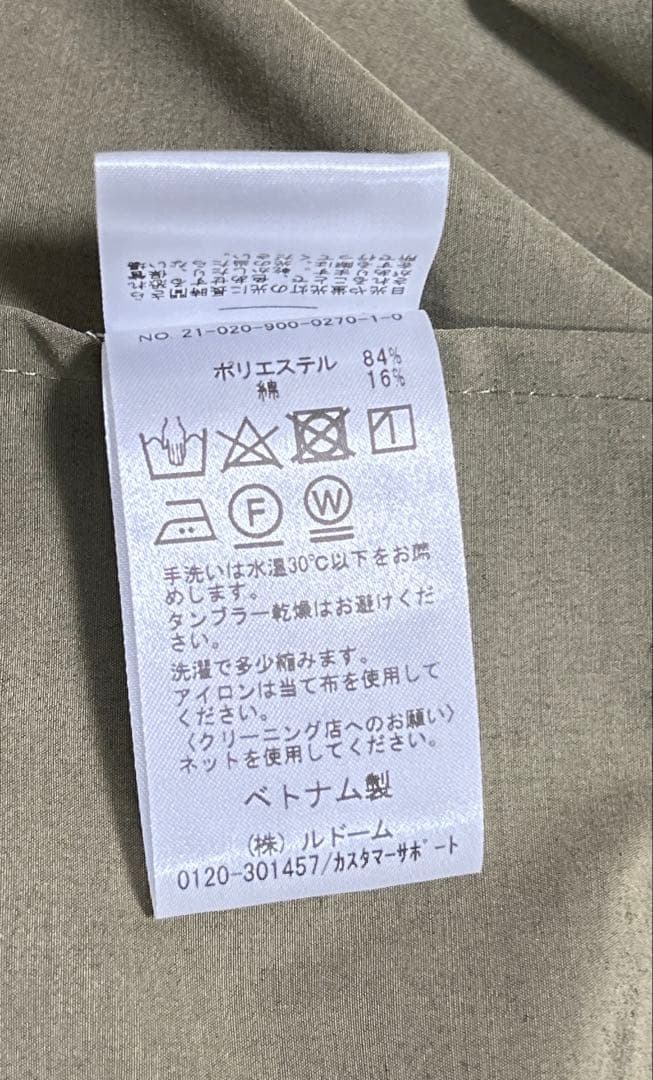 NO. 21-020-900-0270-1-0
ポリエステル 84%
綿 16%
F
W
手洗いは水温30℃以下をお薦
めします。
タンブラー乾燥はお避けくだ
さい。
洗濯で多少縮みます。
アイロンは当て布を使用して
ください。
〈クリーニング店へのお願い〉
ネットを使用してください。
ベトナム製
(株)ルドーム
0120-301457/カスタマーサポート